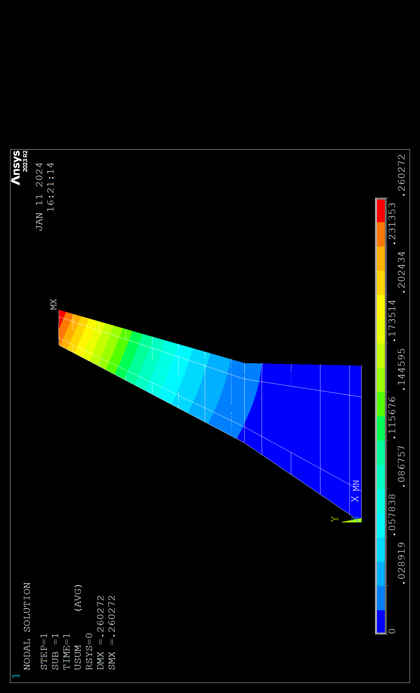 1
NODAL SOLUTION
STEP=1
SUB =1
TIME=1
USUM (AVG)
RSYS=0
DMX =.260272
SMX =.260272
Ansys
2023 R2
JAN 11 2024
16:21:14
MX
Y
X MN
0 .057838 .115676 .173514 .231353
.028919 .086757 .144595 .202434 .260272